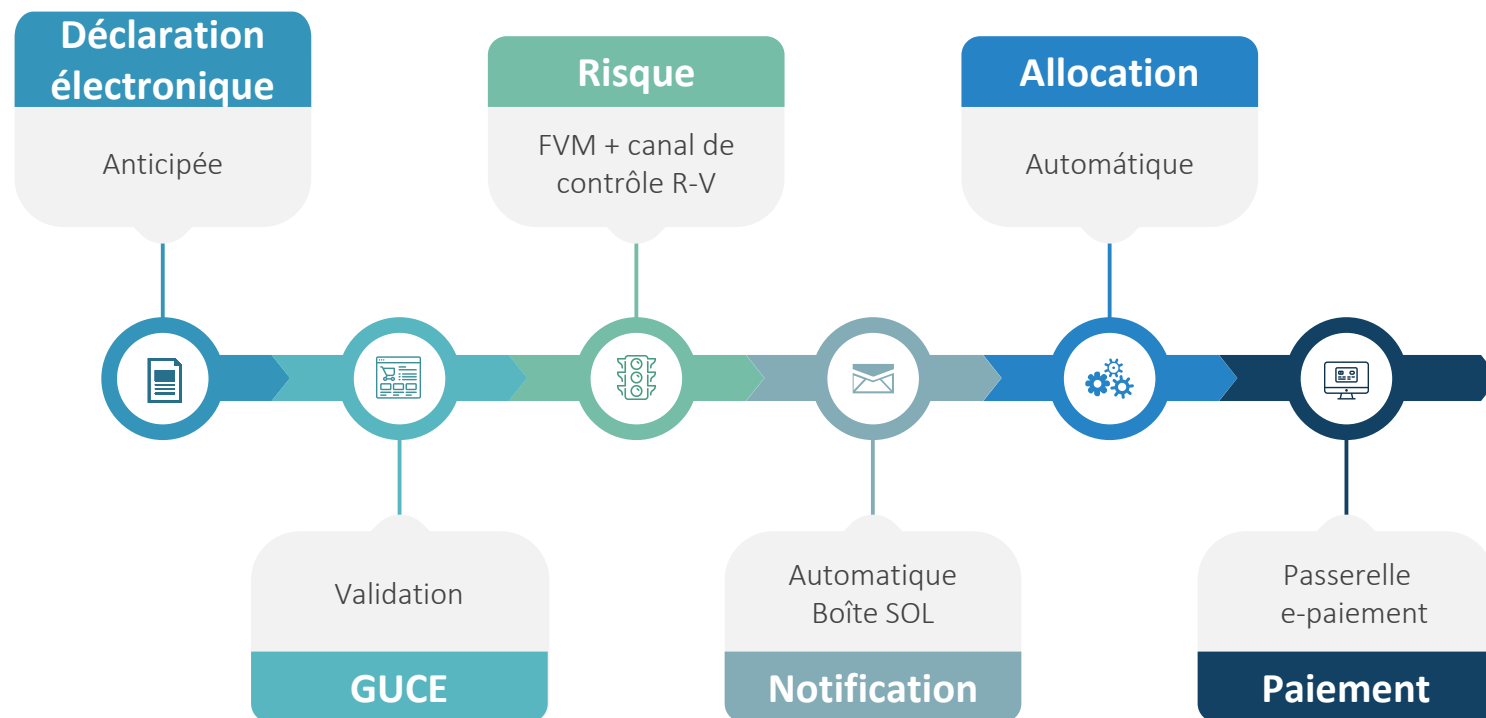 Déclaration
électronique
Anticipée
Risque
FVM + canal de
contrôle R-V
Allocation
Automátique
Validation
GUCE
Automatique
Boîte SOL
Notification
Passerelle
e-paiement
Paiement